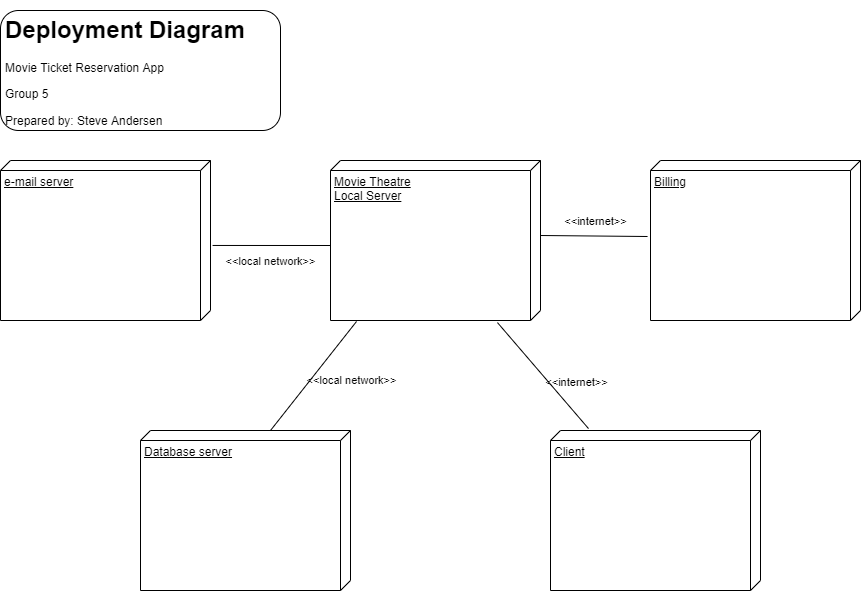 Deployment Diagram
Movie Ticket Reservation App
Group 5
Prepared by: Steve Andersen
e-mail server
Movie Theatre
Local Server
Billing
<<internet>>
<<local network>>
<<local network>>
<<internet>>
Database server
Client